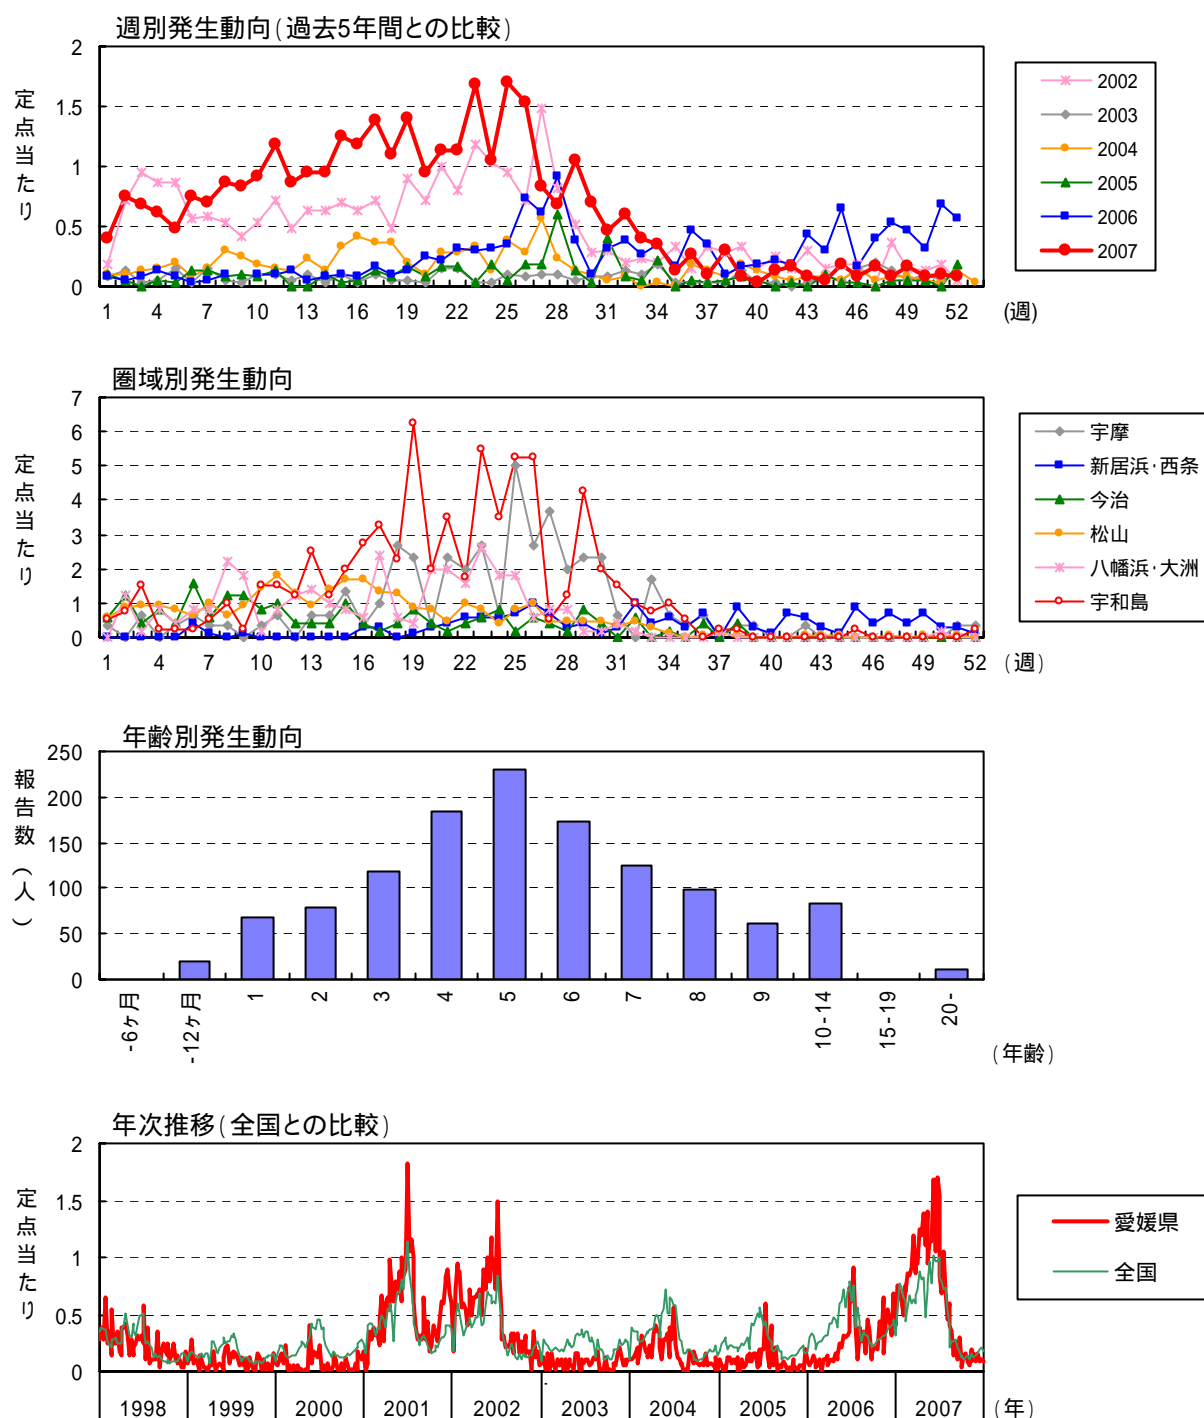 週別発生動向(過去5年間との比較)
2
1.5
1
0.5
0
定点当たり
1 4 7 10 13 16 19 22 25 28 31 34 37 40 43 46 49 52 (週)
2002
2003
2004
2005
2006
2007
圏域別発生動向
7
6
5
4
3
2
1
0
定点当たり
1 4 7 10 13 16 19 22 25 28 31 34 37 40 43 46 49 52 (週)
宇摩
新居浜・西条
今治
松山
八幡浜・大洲
宇和島
年齢別発生動向
250
200
150
100
50
0
報告数(人)
-6ヶ月 -12ヶ月 1 2 3 4 5 6 7 8 9 10-14 15-19 20-
(年齢)
年次推移(全国との比較)
2
1.5
1
0.5
0
定点当たり
愛媛県
全国
1998 1999 2000 2001 2002 2003 2004 2005 2006 2007 (年)